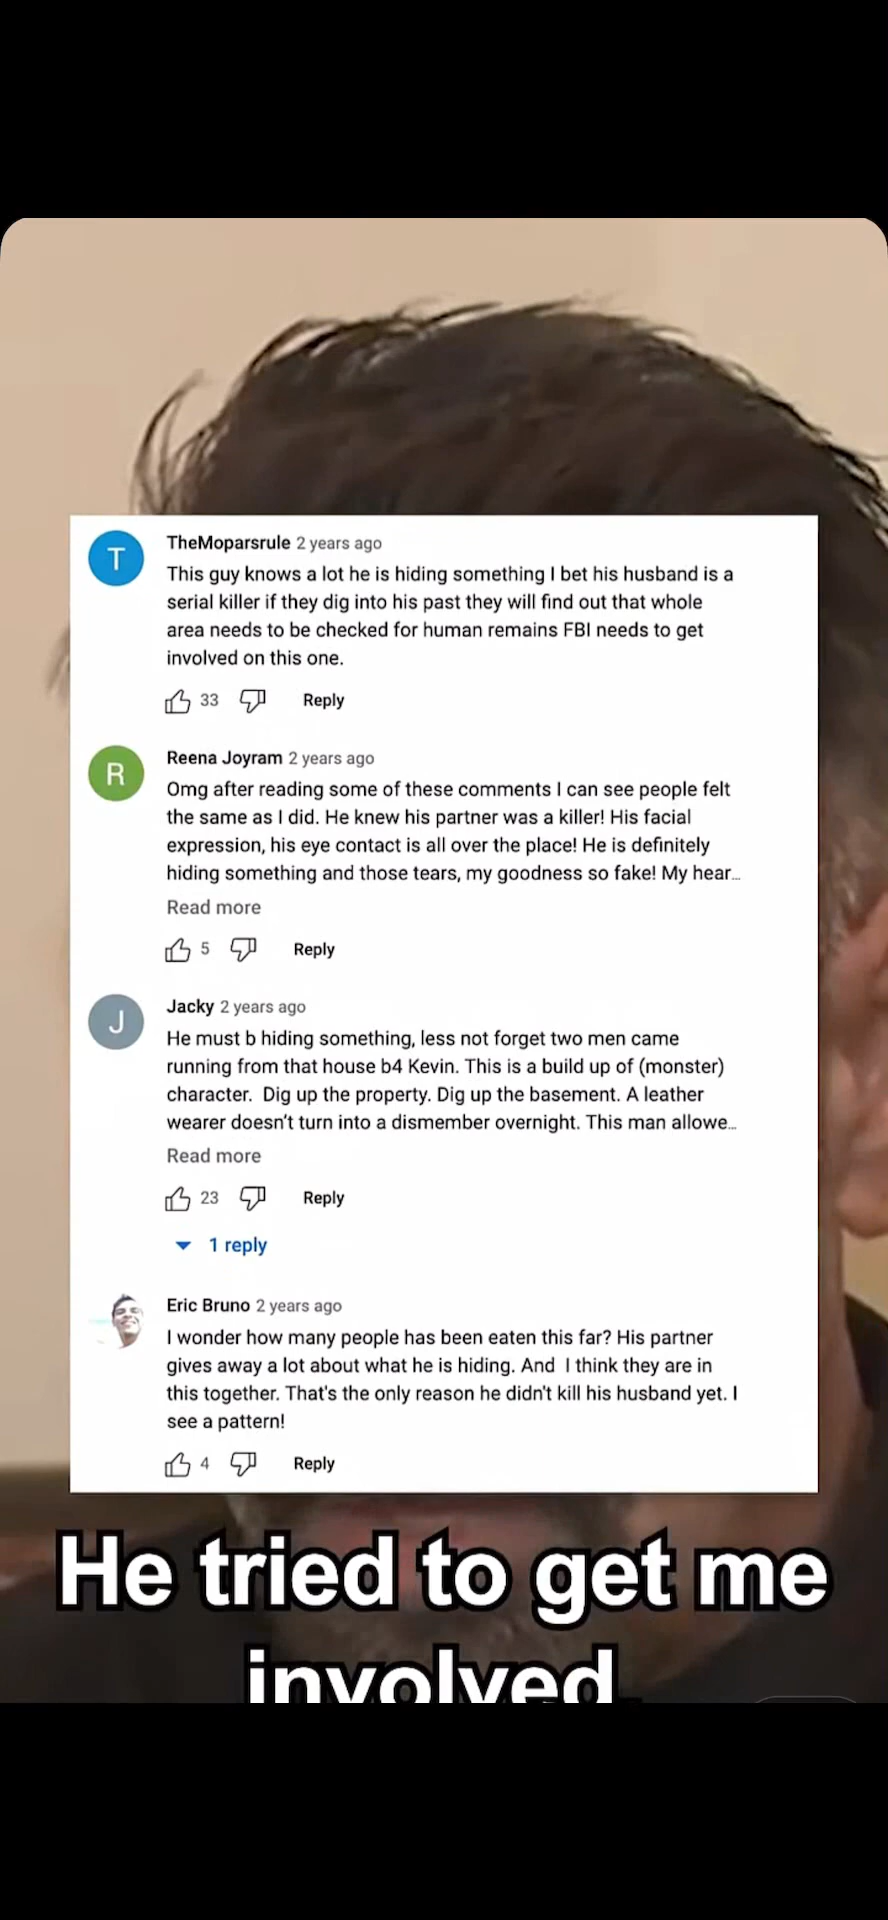 T
TheMoparsrule 2 years ago
This guy knows a lot he is hiding something I bet his husband is a
serial killer if they dig into his past they will find out that whole
area needs to be checked for human remains FBI needs to get
involved on this one.
33 Reply
R
Reena Joyram 2 years ago
Omg after reading some of these comments I can see people felt
the same as I did. He knew his partner was a killer! His facial
expression, his eye contact is all over the place! He is definitely
hiding something and those tears, my goodness so fake! My hear...
Read more
5 Reply
J
Jacky 2 years ago
He must b hiding something, less not forget two men came
running from that house b4 Kevin. This is a build up of (monster)
character. Dig up the property. Dig up the basement. A leather
wearer doesn't turn into a dismember overnight. This man allowe...
Read more
23 Reply
1 reply
Eric Bruno 2 years ago
I wonder how many people has been eaten this far? His partner
gives away a lot about what he is hiding. And I think they are in
this together. That's the only reason he didn't kill his husband yet. I
see a pattern!
4 Reply
He tried to get me
involved